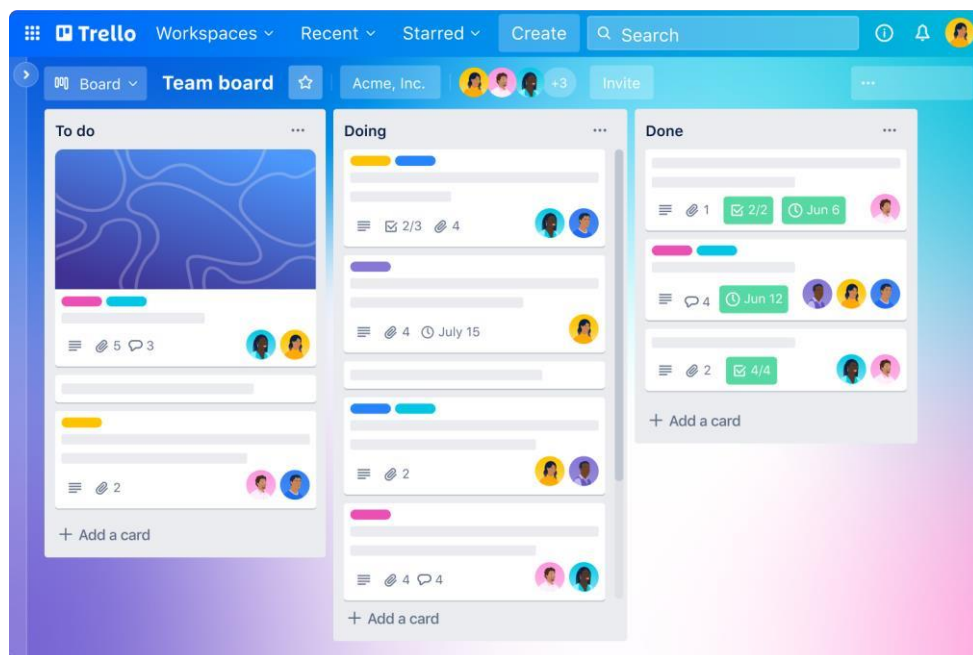 Trello Workspaces Recent Starred Create Search
Board Team board Acme, Inc. +3 Invite
To do
5 3
2
+ Add a card
Doing
2/3 4
4 July 15
2
4 4
+ Add a card
Done
1 2/2 Jun 6
4 Jun 12
2 4/4
+ Add a card